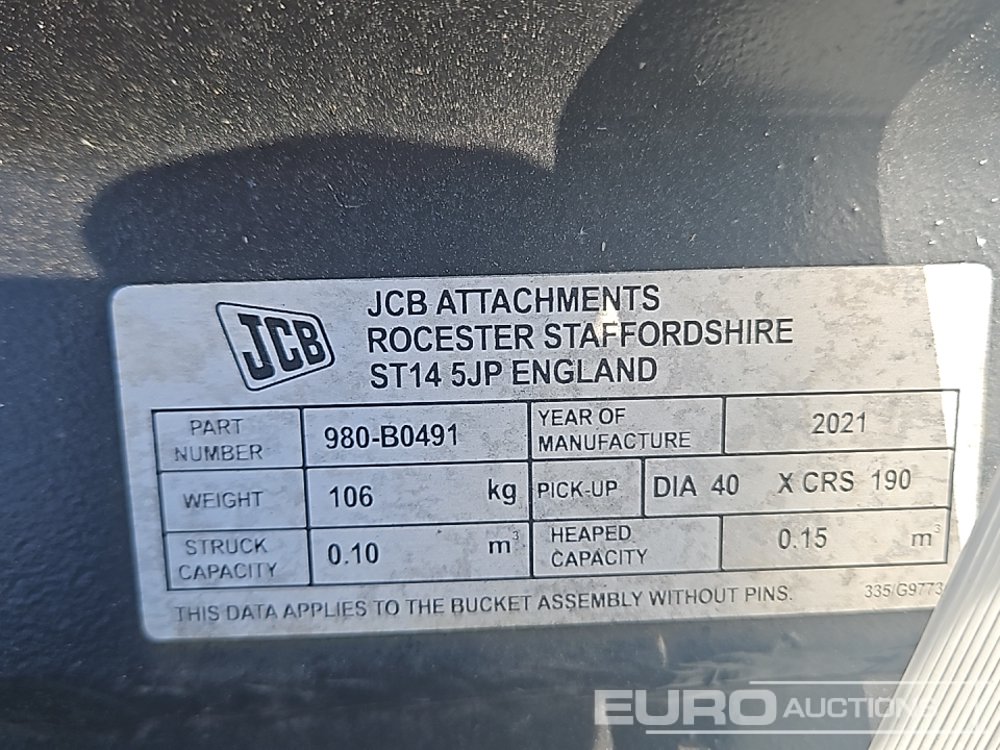 JCB
JCB ATTACHMENTS
ROCESTER STAFFORDSHIRE
ST14 5JP ENGLAND
PART NUMBER 980-B0491 YEAR OF MANUFACTURE 2021
WEIGHT 106 kg PICK-UP DIA 40 X CRS 190
STRUCK CAPACITY 0.10 m³ HEAPED CAPACITY 0.15 m³
THIS DATA APPLIES TO THE BUCKET ASSEMBLY WITHOUT PINS. 335/G9773
EURO AUCTIONS